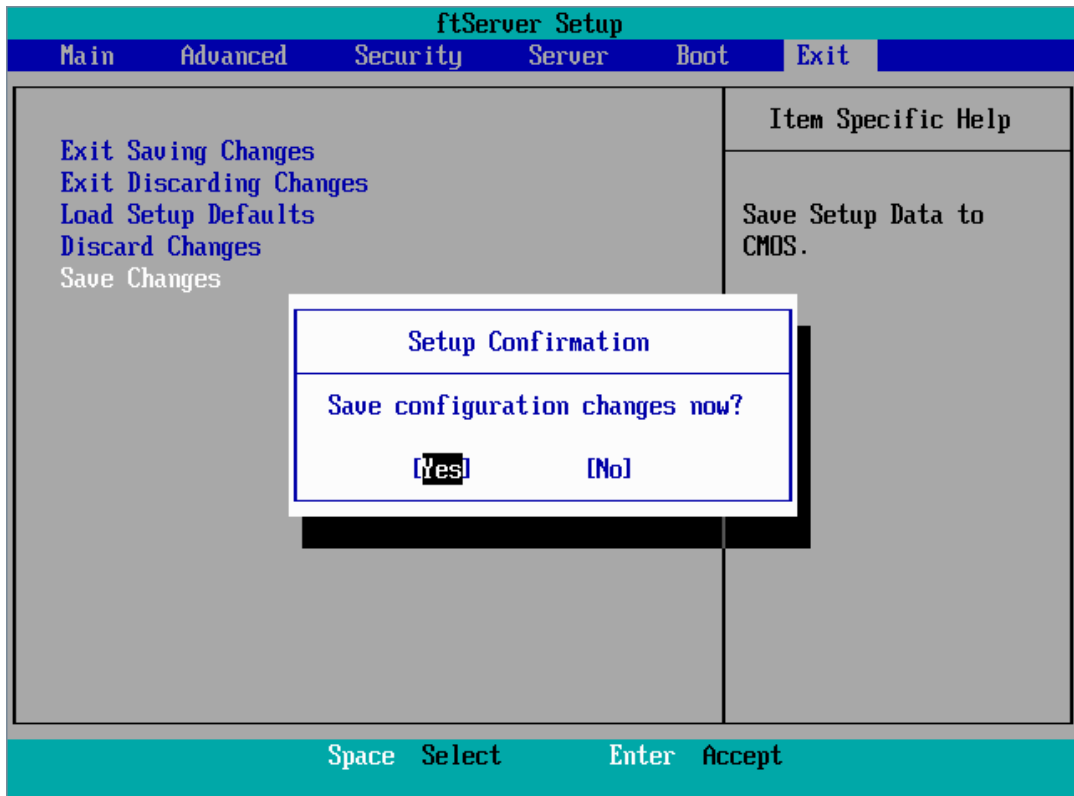 ftServer Setup
Main Advanced Security Server Boot Exit
Item Specific Help
Exit Saving Changes
Exit Discarding Changes
Load Setup Defaults
Discard Changes
Save Changes
Save Setup Data to
CMOS.
Setup Confirmation
Save configuration changes now?
[Yes] [No]
Space Select Enter Accept